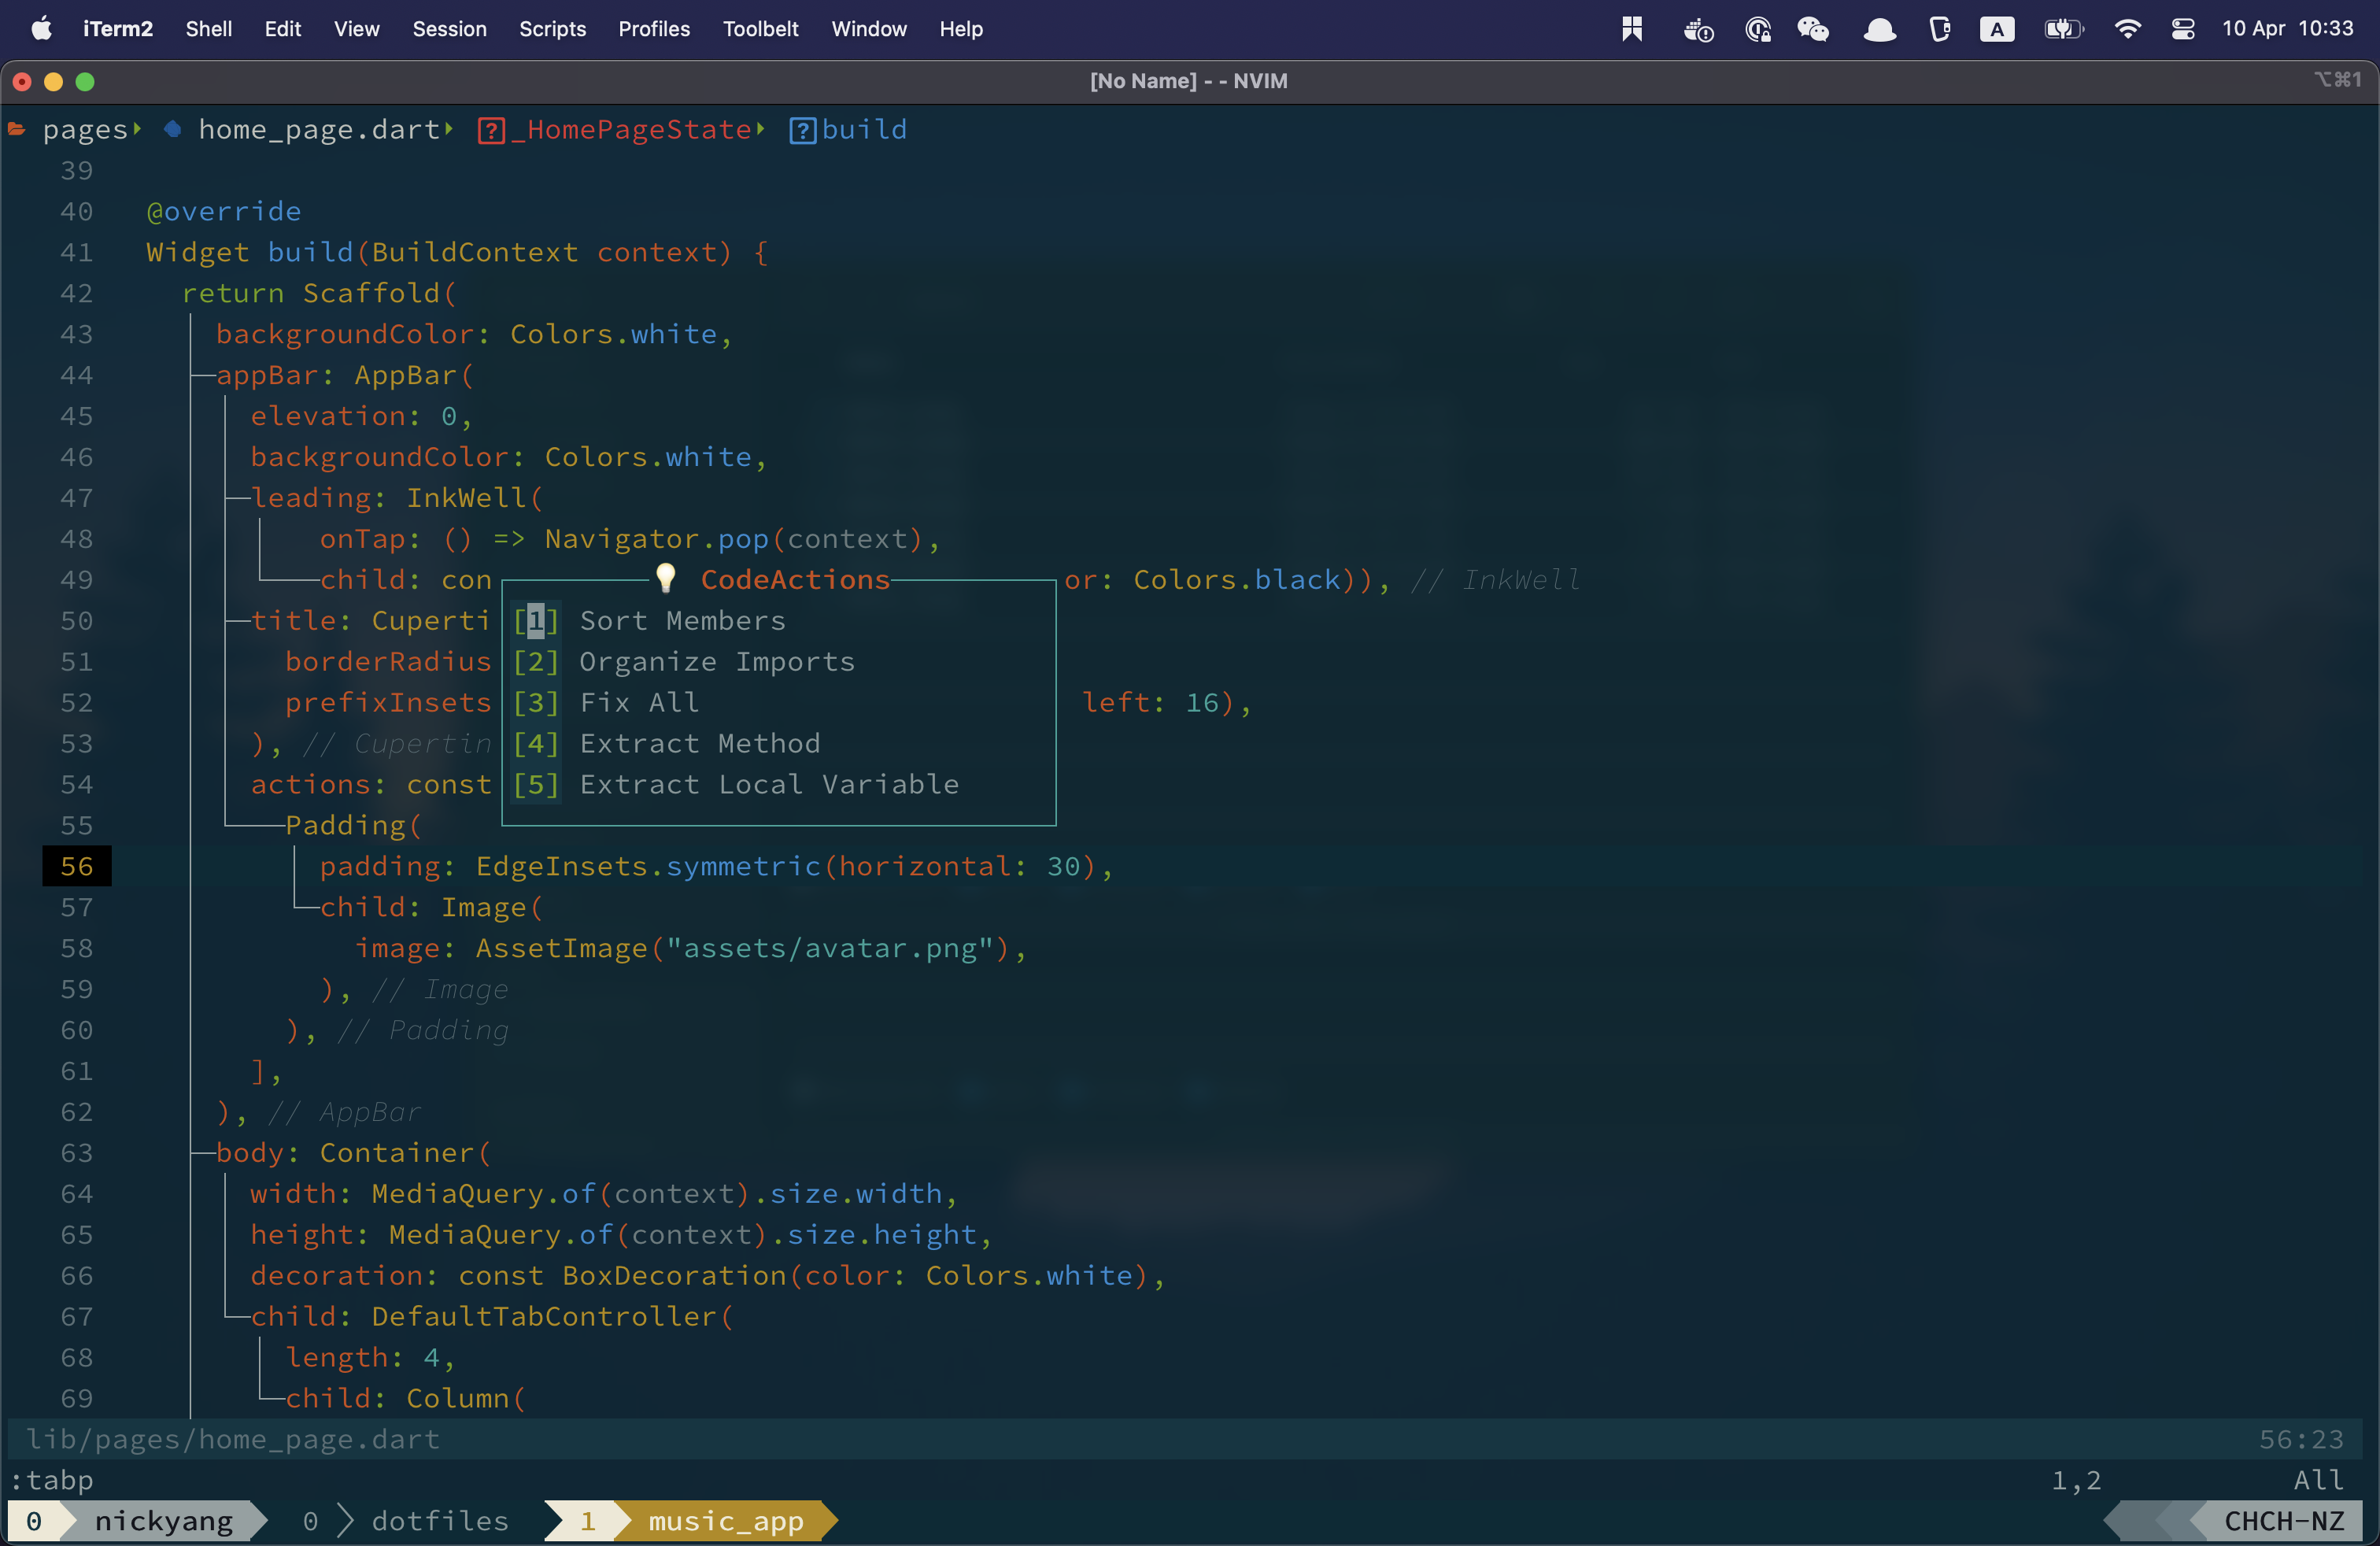 iTerm2 Shell Edit View Session Scripts Profiles Toolbelt Window Help A 10 Apr 10:33
[No Name] - - NVIM ⌥⌘1
pages home_page.dart _HomePageState build
39
40 @override
41 Widget build(BuildContext context) {
42 return Scaffold(
43 backgroundColor: Colors.white,
44 appBar: AppBar(
45 elevation: 0,
46 backgroundColor: Colors.white,
47 leading: InkWell(
48 onTap: () => Navigator.pop(context),
49 child: con 💡 CodeActions or: Colors.black)), // InkWell
50 title: Cuperti [1] Sort Members
51 borderRadius [2] Organize Imports
52 prefixInsets [3] Fix All left: 16),
53 ), // Cupertin [4] Extract Method
54 actions: const [5] Extract Local Variable
55 Padding(
56 padding: EdgeInsets.symmetric(horizontal: 30),
57 child: Image(
58 image: AssetImage("assets/avatar.png"),
59 ), // Image
60 ), // Padding
61 ],
62 ), // AppBar
63 body: Container(
64 width: MediaQuery.of(context).size.width,
65 height: MediaQuery.of(context).size.height,
66 decoration: const BoxDecoration(color: Colors.white),
67 child: DefaultTabController(
68 length: 4,
69 child: Column(
lib/pages/home_page.dart 56:23
:tabp 1,2 All
0 nickyang 0 dotfiles 1 music_app CHCH-NZ